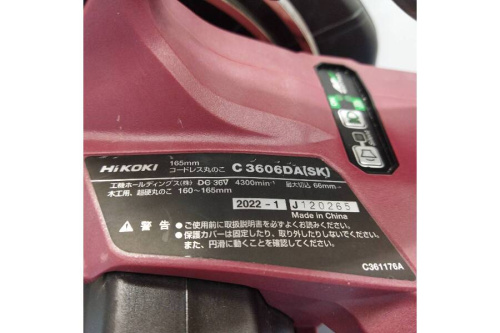 HiKOKI 165mm コードレス丸のこ C 3606DA(SK)
工機ホールディングス(株) DC 36V 4300min⁻¹ 最大切込 66mm
木工用、超硬丸のこ 160~165mm
2022-1 J120265
Made in China
⚠ 警告
●ご使用前に取扱説明書を必ずよくお読みください。
●保護カバーは固定したり、取り外したりしないでください。
また、円滑に動くことを確認してください。
C361176A